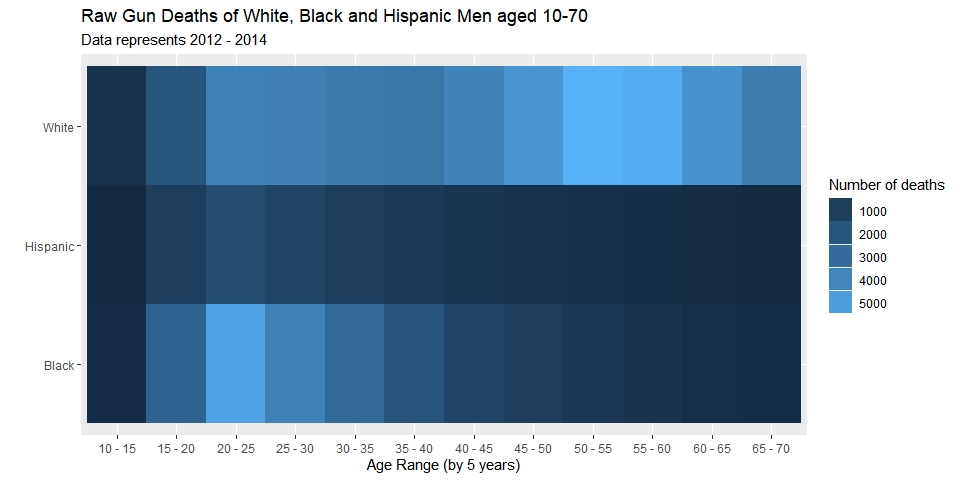 Raw Gun Deaths of White, Black and Hispanic Men aged 10-70
Data represents 2012 - 2014
White
Hispanic
Black
10 - 15 15 - 20 20 - 25 25 - 30 30 - 35 35 - 40 40 - 45 45 - 50 50 - 55 55 - 60 60 - 65 65 - 70
Age Range (by 5 years)
Number of deaths
1000
2000
3000
4000
5000